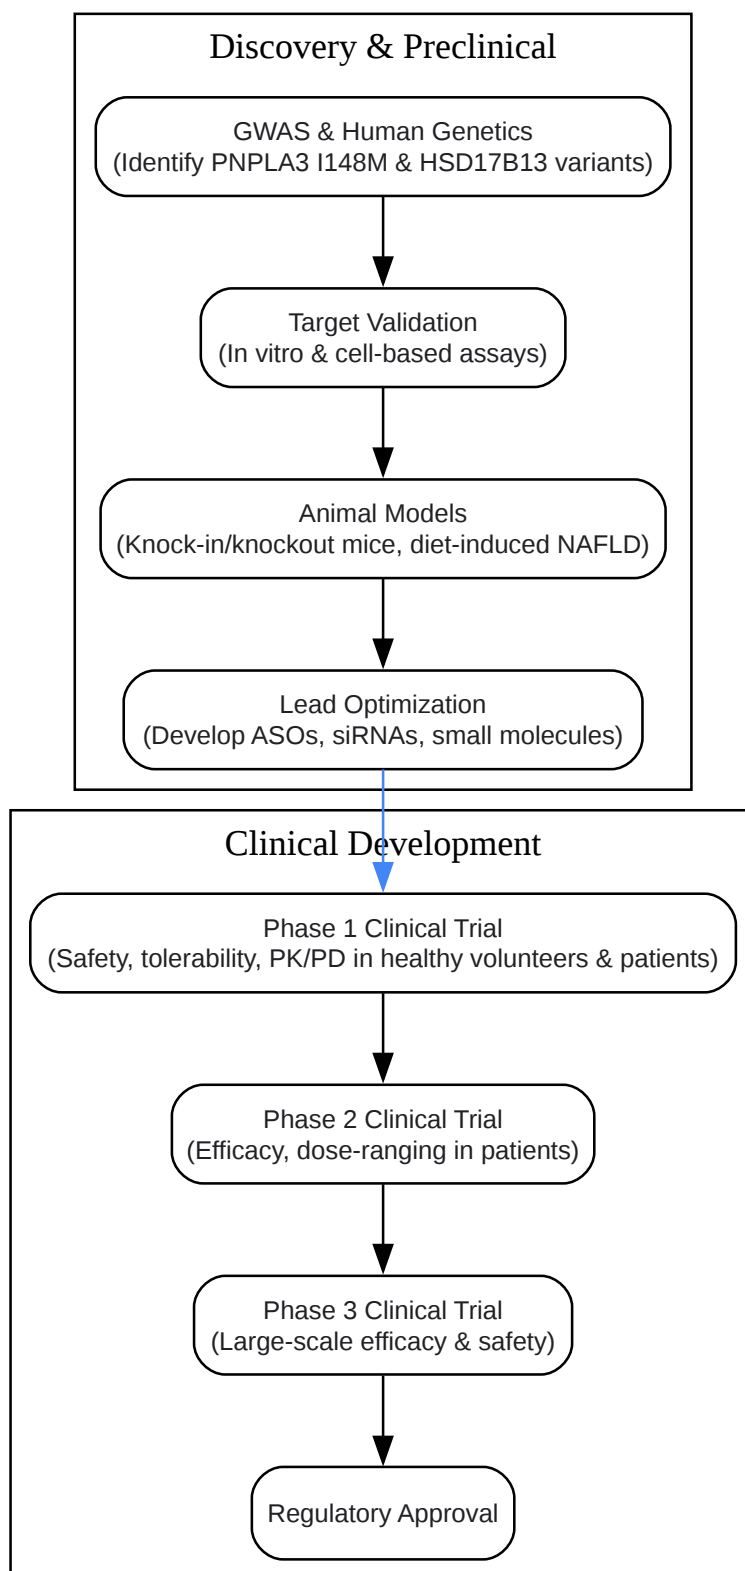 Discovery & Preclinical
GWAS & Human Genetics
(Identify PNPLA3 I148M & HSD17B13 variants)
Target Validation
(In vitro & cell-based assays)
Animal Models
(Knock-in/knockout mice, diet-induced NAFLD)
Lead Optimization
(Develop ASOs, siRNAs, small molecules)
Clinical Development
Phase 1 Clinical Trial
(Safety, tolerability, PK/PD in healthy volunteers & patients)
Phase 2 Clinical Trial
(Efficacy, dose-ranging in patients)
Phase 3 Clinical Trial
(Large-scale efficacy & safety)
Regulatory Approval